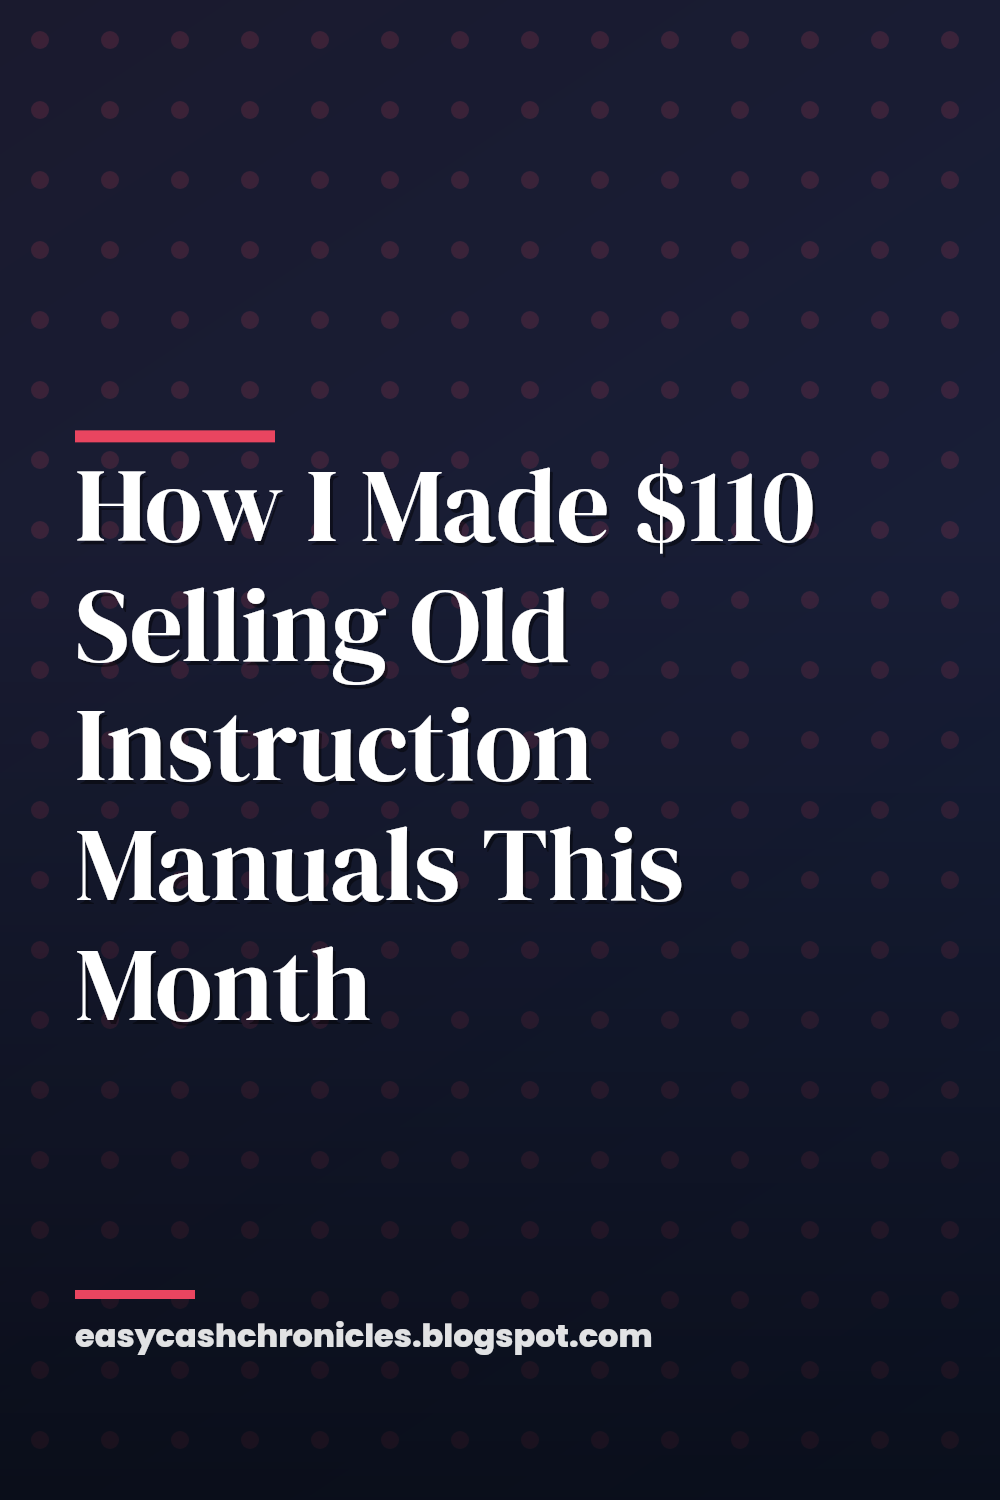 How I Made $110
Selling Old
Instruction
Manuals This
Month
easycashchronicles.blogspot.com